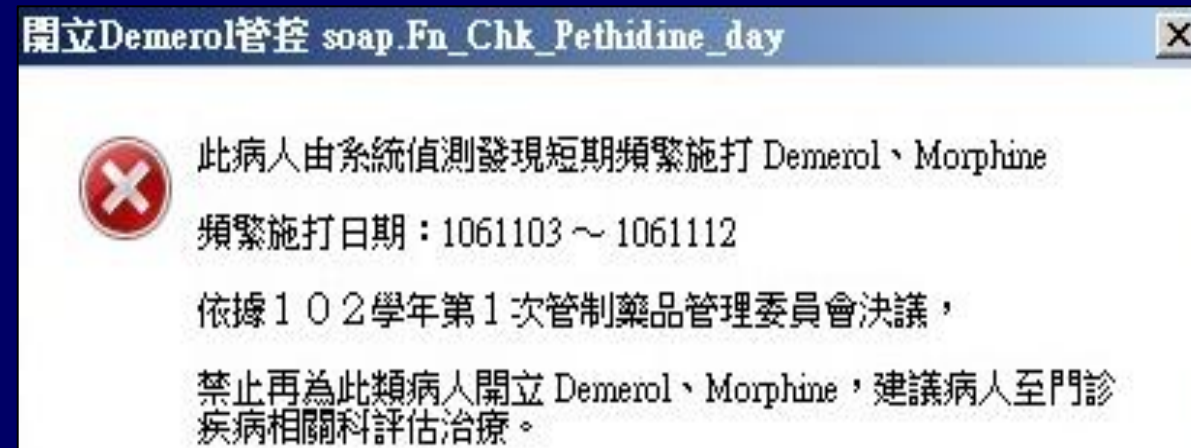 開立Demerol管控 soap.Fn_Chk_Pethidine_day
此病人由系統偵測發現短期頻繁施打 Demerol、Morphine
頻繁施打日期：1061103～1061112
依據１０２學年第１次管制藥品管理委員會決議，
禁止再為此類病人開立 Demerol、Morphine，建議病人至門診
疾病相關科評估治療。